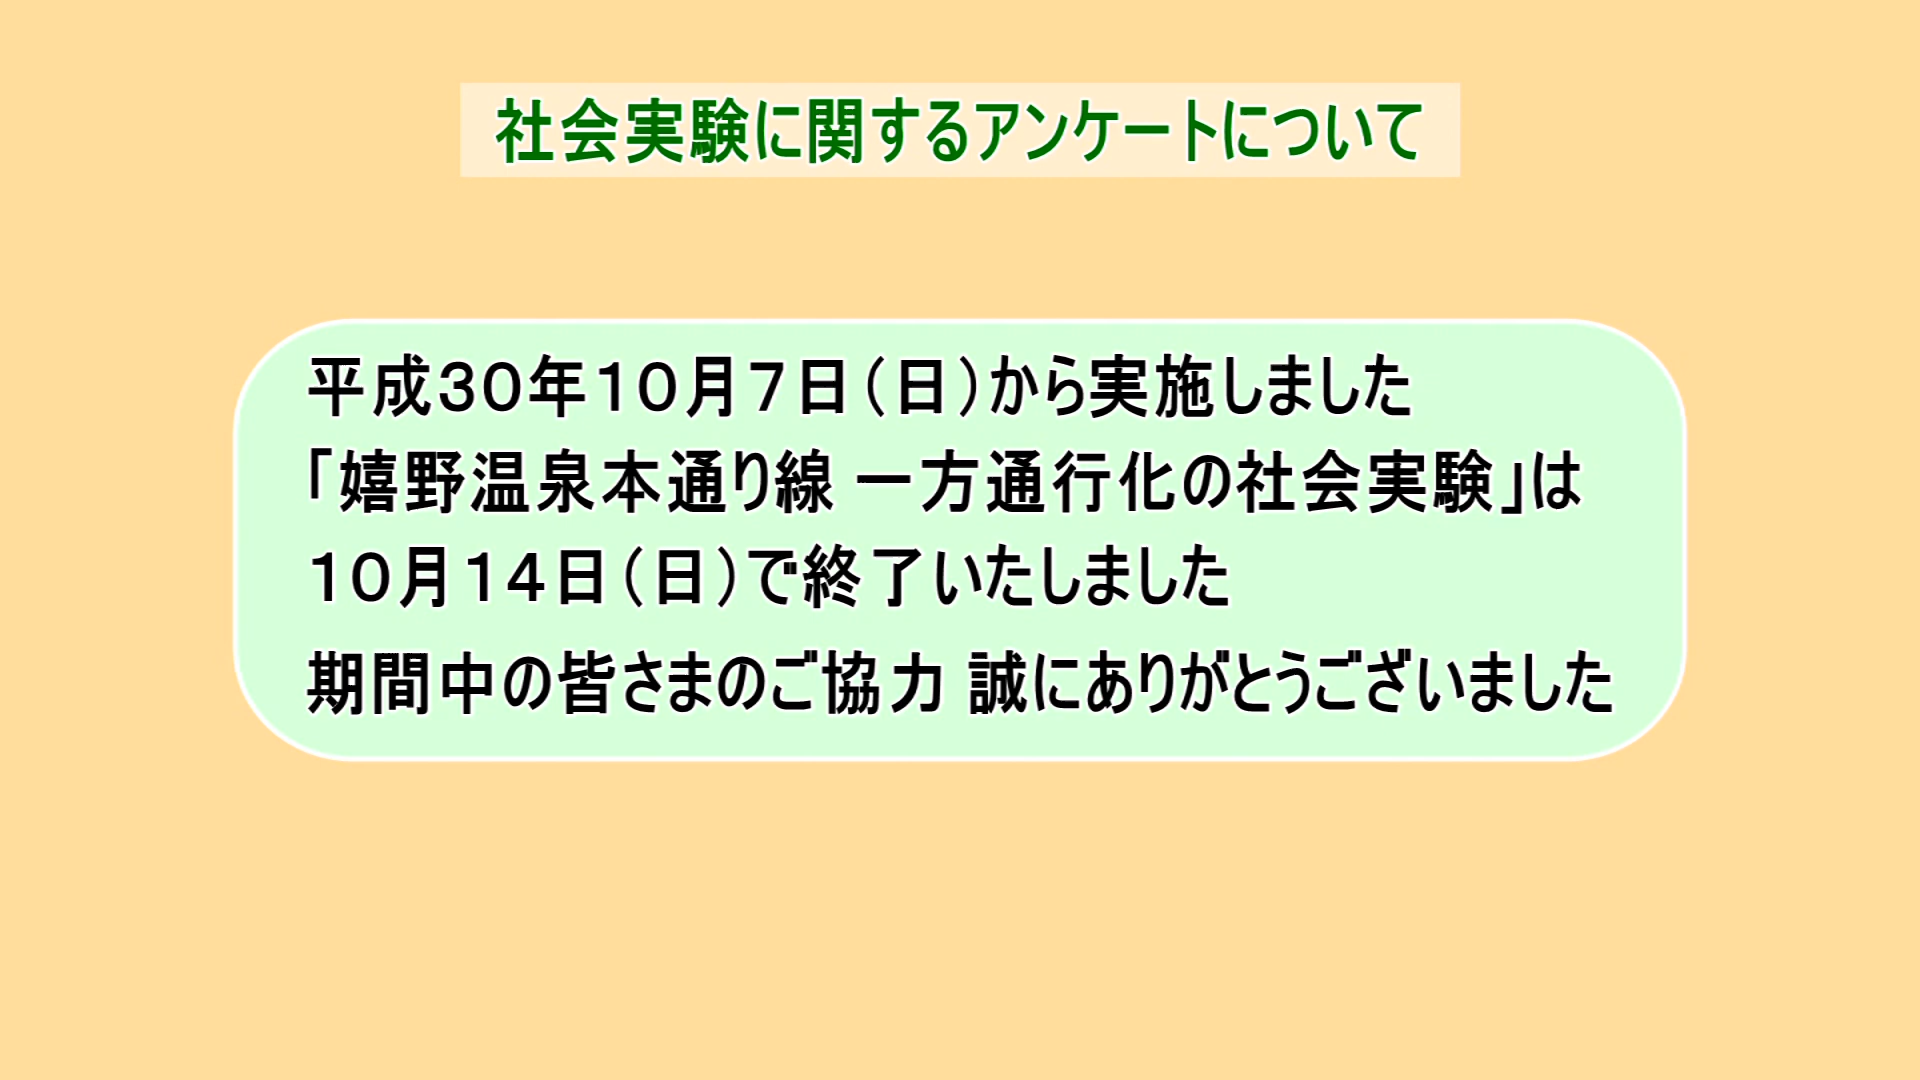 社会実験に関するアンケートについて
平成30年10月7日(日)から実施しました
「嬉野温泉本通り線 一方通行化の社会実験」は
10月14日(日)で終了いたしました
期間中の皆さまのご協力 誠にありがとうございました